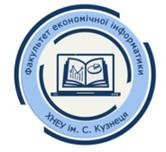 Факультет економічної інформатики
ХНЕУ ім. С. Кузнеця